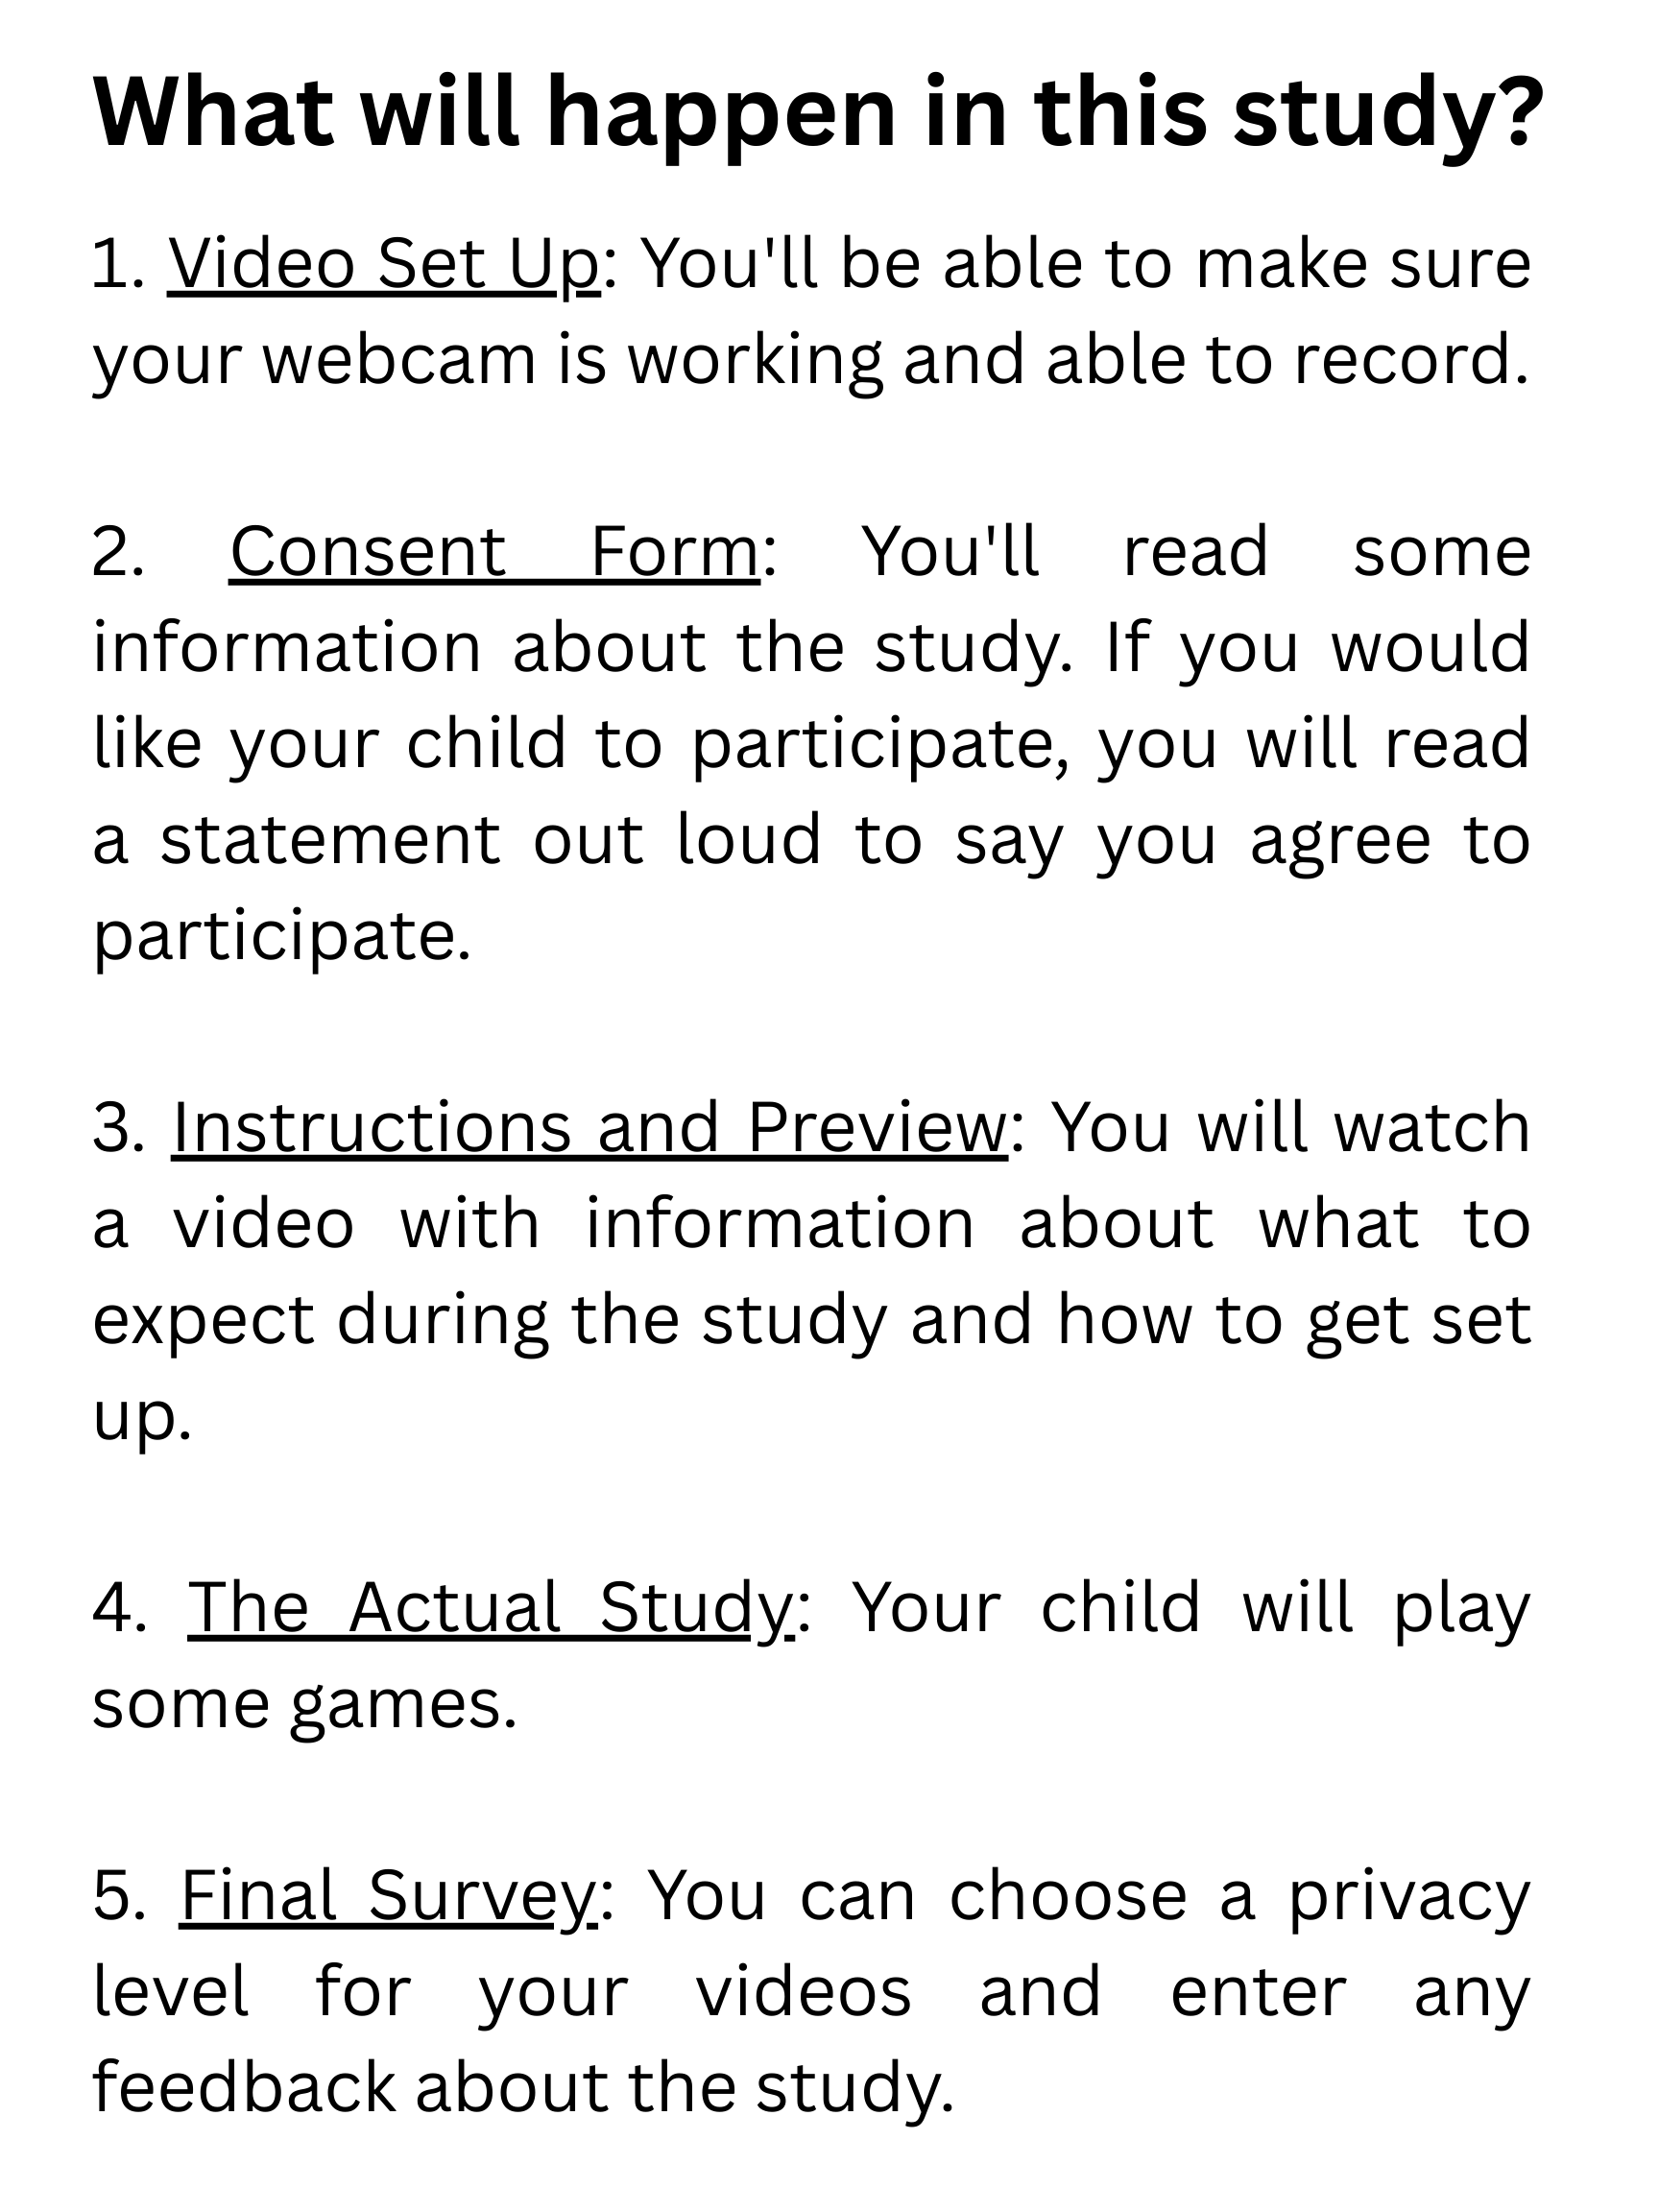 What will happen in this study?
1. Video Set Up: You'll be able to make sure
your webcam is working and able to record.
2. Consent Form: You'll read some
information about the study. If you would
like your child to participate, you will read
a statement out loud to say you agree to
participate.
3. Instructions and Preview: You will watch
a video with information about what to
expect during the study and how to get set
up.
4. The Actual Study: Your child will play
some games.
5. Final Survey: You can choose a privacy
level for your videos and enter any
feedback about the study.